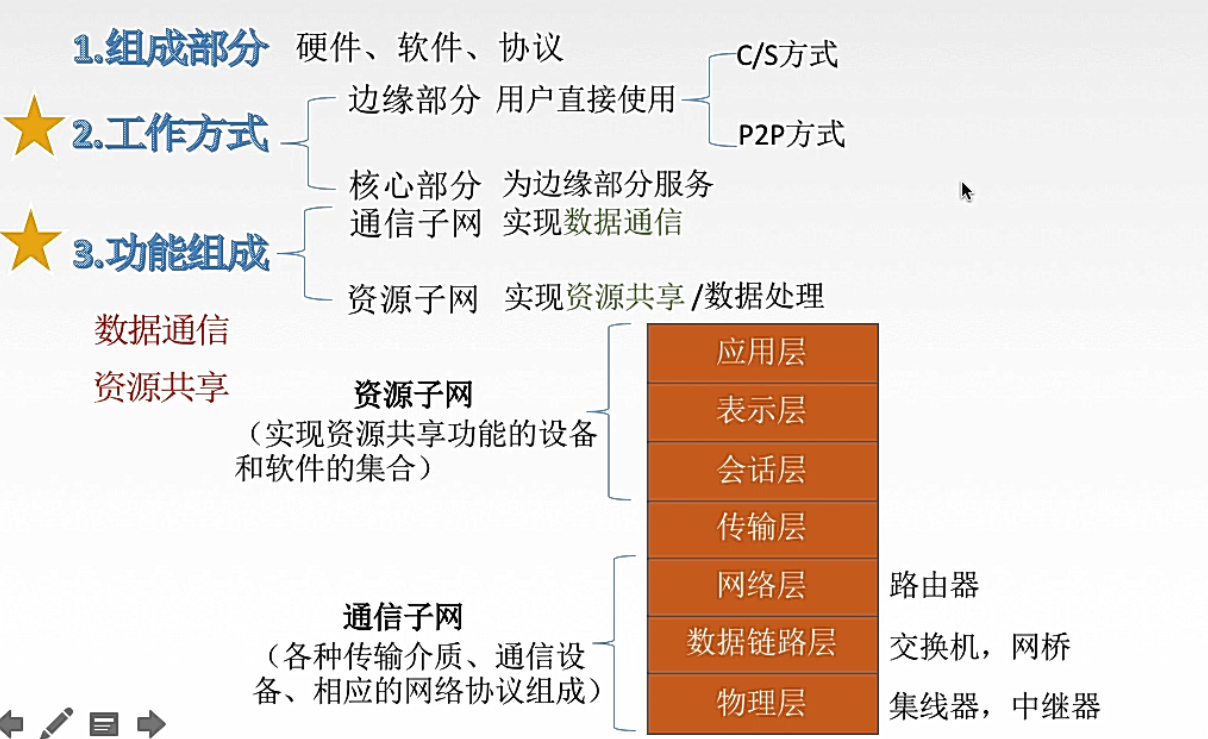 1.组成部分 硬件、软件、协议
C/S方式
边缘部分 用户直接使用
2.工作方式
P2P方式
核心部分 为边缘部分服务
通信子网 实现数据通信
3.功能组成
资源子网 实现资源共享/数据处理
数据通信
资源共享
资源子网
（实现资源共享功能的设备
和软件的集合）
应用层
表示层
会话层
传输层
网络层 路由器
数据链路层 交换机，网桥
物理层 集线器，中继器
通信子网
（各种传输介质、通信设
备、相应的网络协议组成）